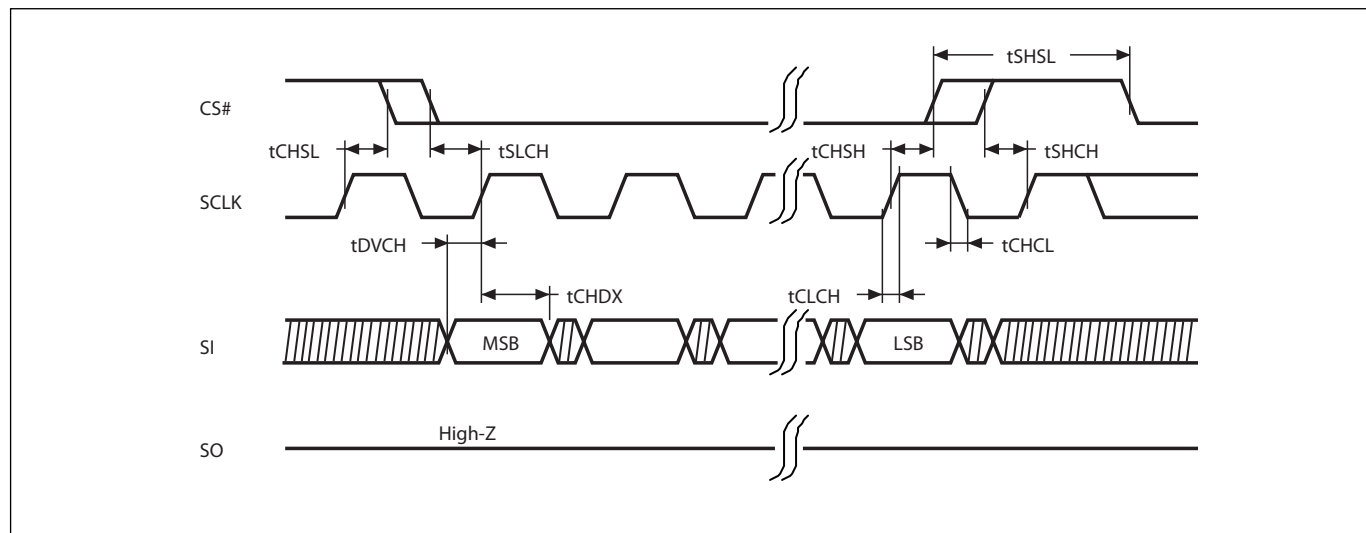 tSHSL
CS#
tCHSL
tSLCH
tCHSH
tSHCH
SCLK
tDVCH
tCHCL
tCHDX
tCLCH
SI
MSB
LSB
High-Z
SO